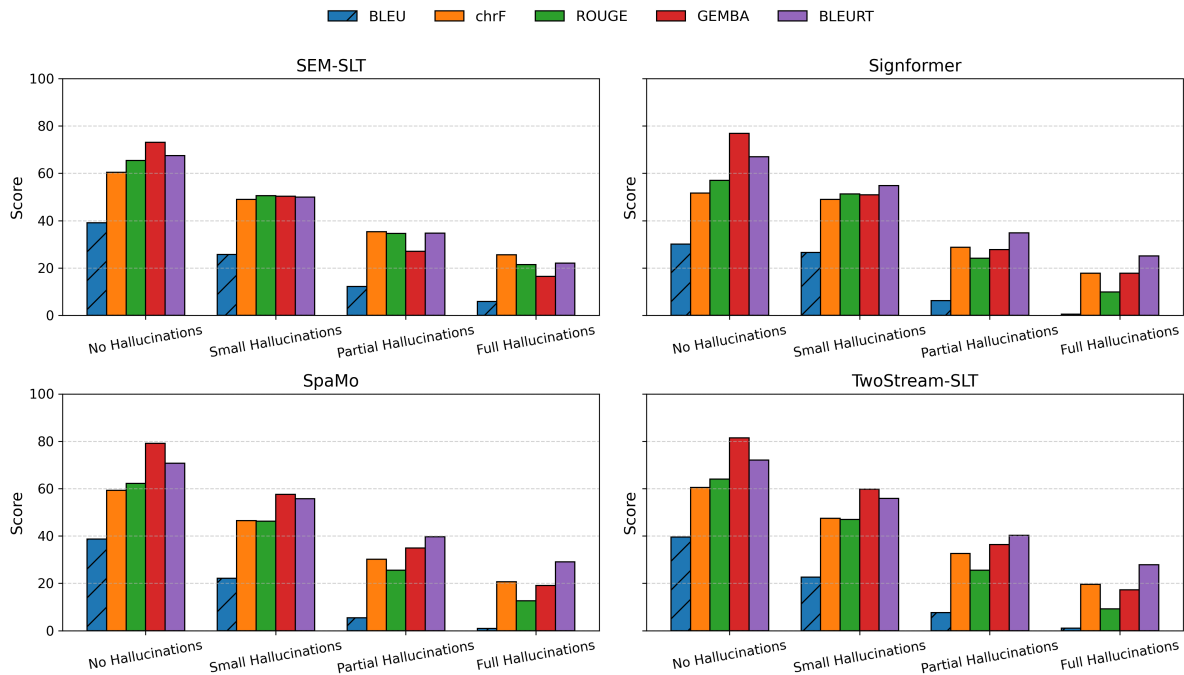 BLEU chrF ROUGE GEMBA BLEURT
SEM-SLT
Score
100
80
60
40
20
0
No Hallucinations Small Hallucinations Partial Hallucinations Full Hallucinations
Signformer
Score
No Hallucinations Small Hallucinations Partial Hallucinations Full Hallucinations
SpaMo
Score
100
80
60
40
20
0
No Hallucinations Small Hallucinations Partial Hallucinations Full Hallucinations
TwoStream-SLT
Score
No Hallucinations Small Hallucinations Partial Hallucinations Full Hallucinations